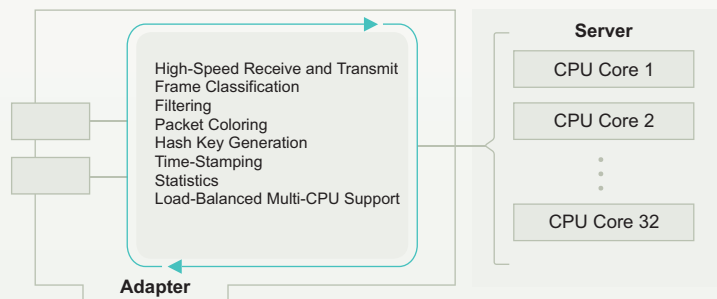 High-Speed Receive and Transmit
Frame Classification
Filtering
Packet Coloring
Hash Key Generation
Time-Stamping
Statistics
Load-Balanced Multi-CPU Support
Adapter
Server
CPU Core 1
CPU Core 2
CPU Core 32